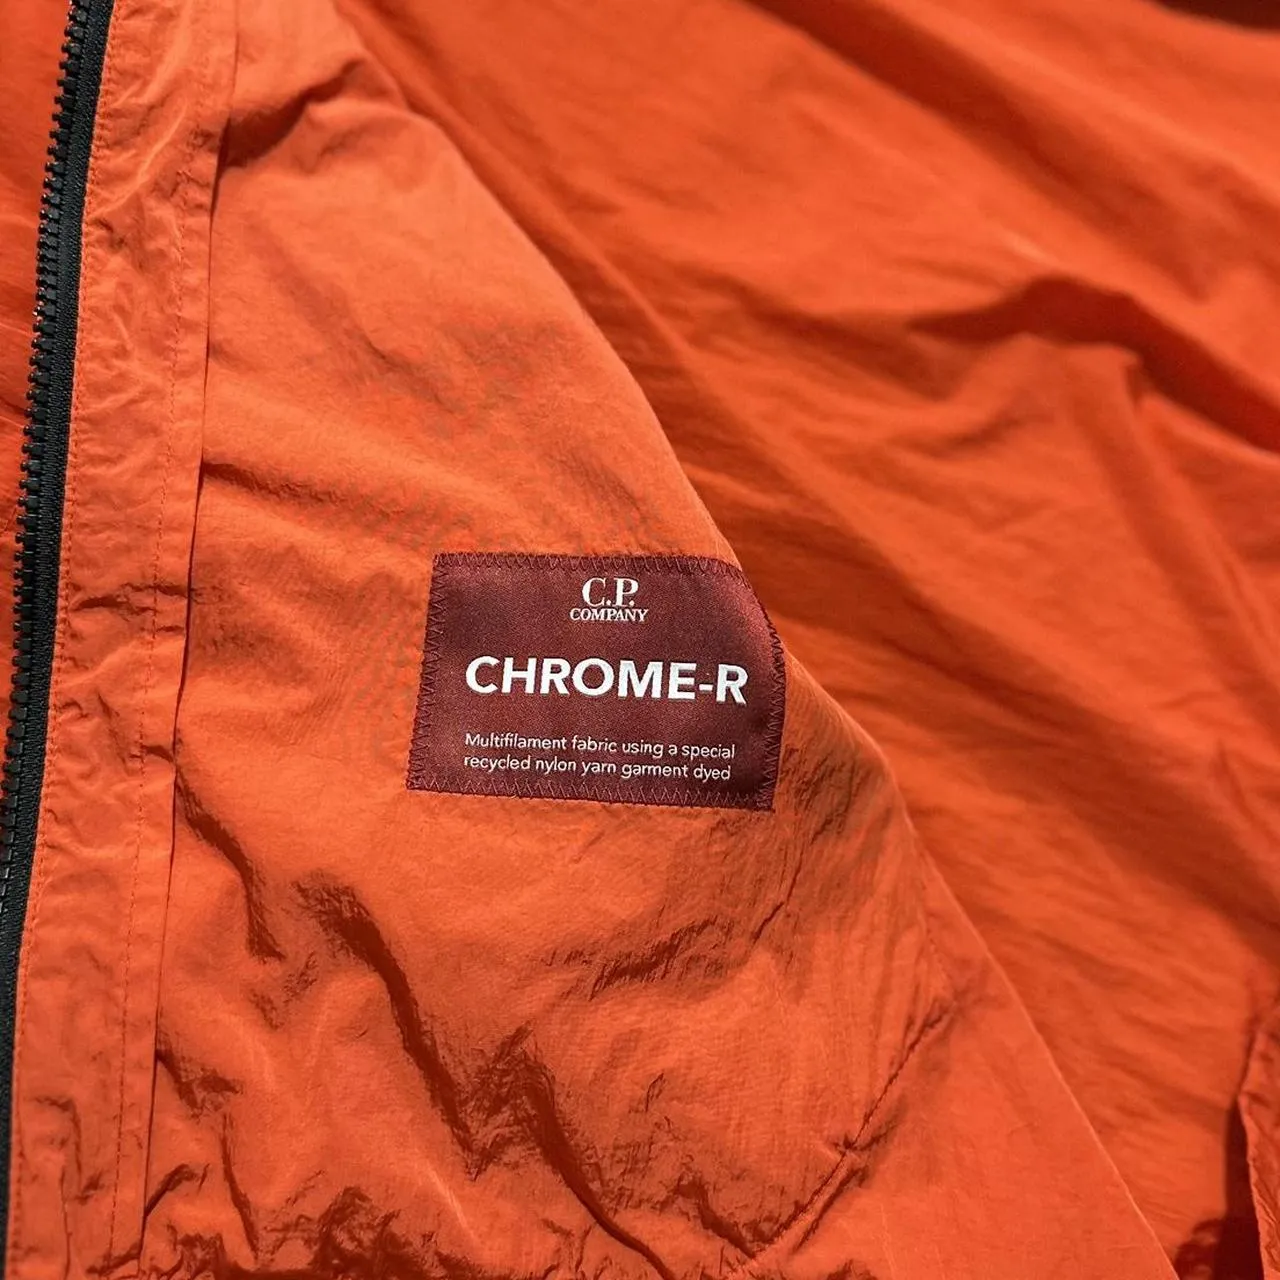 C.P.
COMPANY
CHROME-R
Multifilament fabric using a special
recycled nylon yarn garment dyed